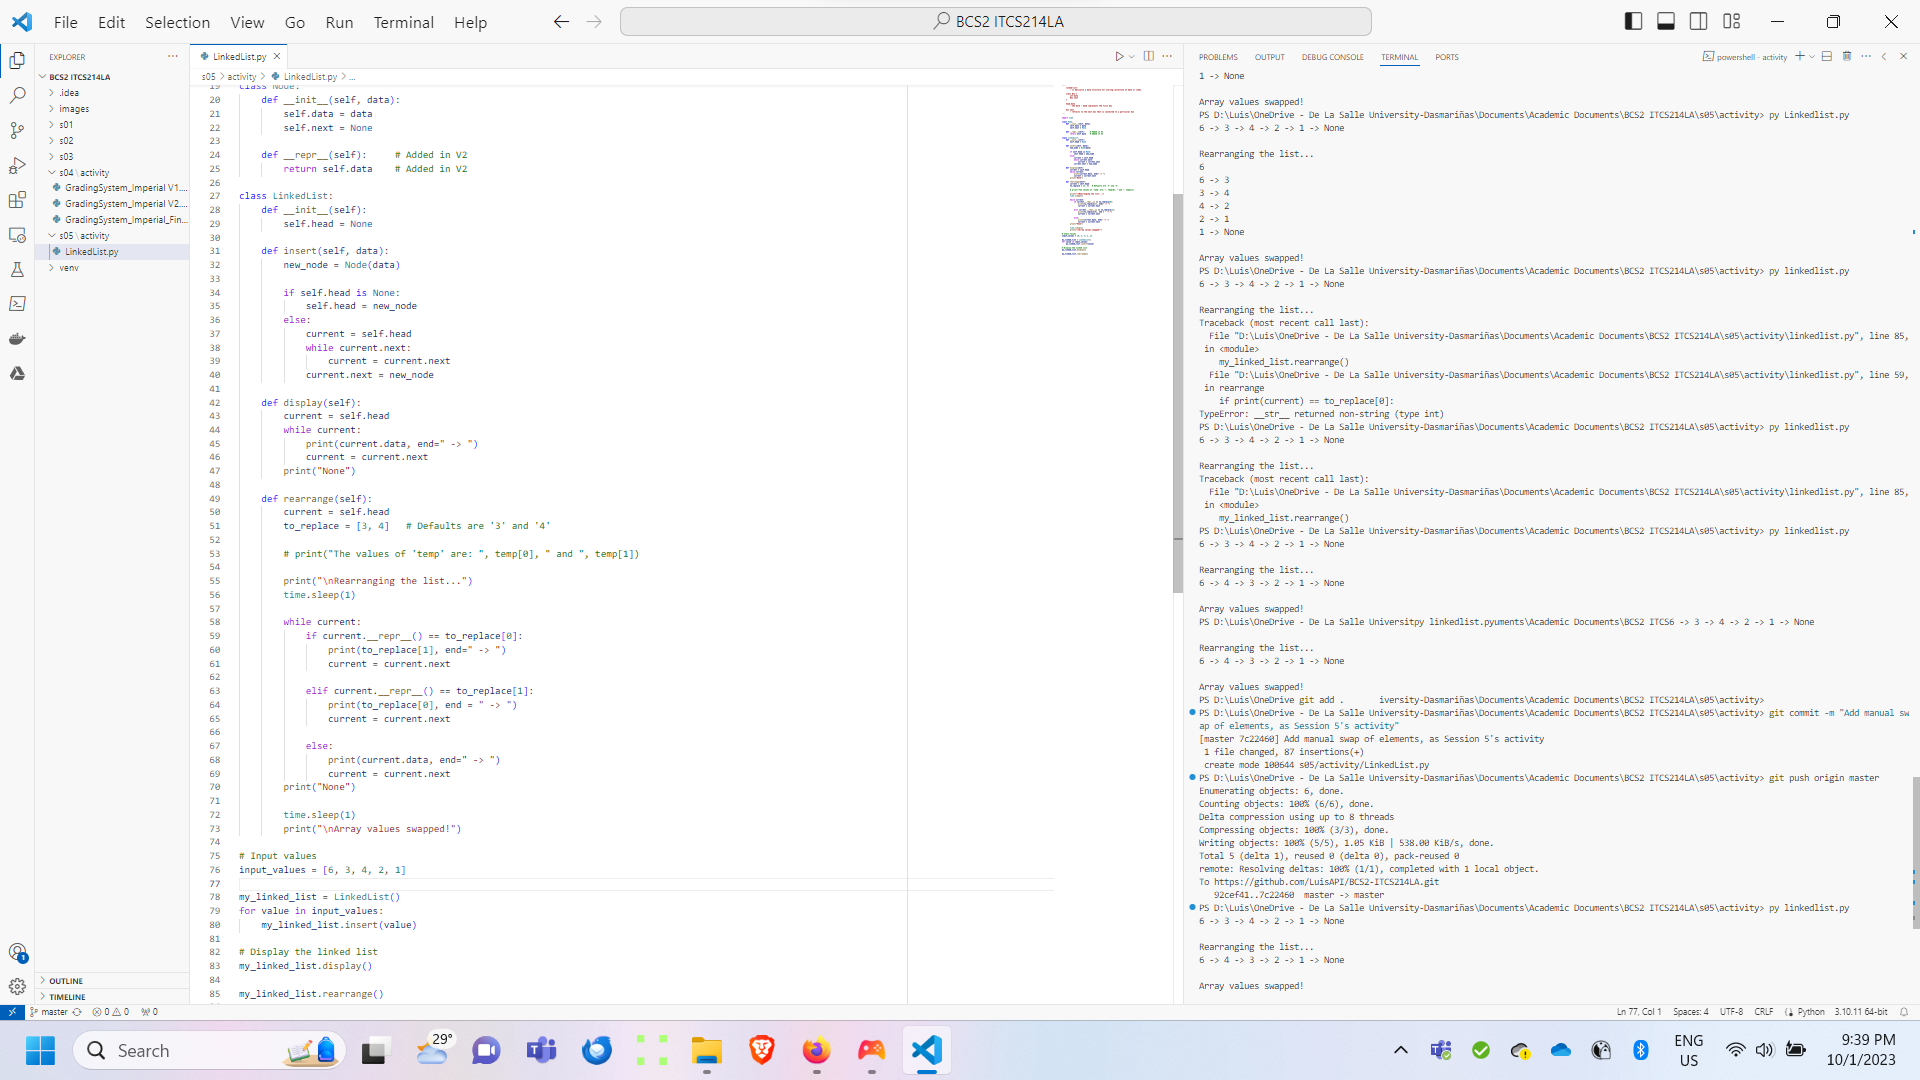 File Edit Selection View Go Run Terminal Help
BCS2 ITCS214LA
EXPLORER
BCS2 ITCS214LA
.idea
images
s01
s02
s03
s04 \ activity
GradingSystem_Imperial V1....
GradingSystem_Imperial V2....
GradingSystem_Imperial_Fin...
s05 \ activity
LinkedList.py
venv
OUTLINE
TIMELINE
LinkedList.py
s05 > activity > LinkedList.py > ...
19 class Node:
20 def __init__(self, data):
21 self.data = data
22 self.next = None
23
24 def __repr__(self): # Added in V2
25 return self.data # Added in V2
26
27 class LinkedList:
28 def __init__(self):
29 self.head = None
30
31 def insert(self, data):
32 new_node = Node(data)
33
34 if self.head is None:
35 self.head = new_node
36 else:
37 current = self.head
38 while current.next:
39 current = current.next
40 current.next = new_node
41
42 def display(self):
43 current = self.head
44 while current:
45 print(current.data, end=" -> ")
46 current = current.next
47 print("None")
48
49 def rearrange(self):
50 current = self.head
51 to_replace = [3, 4] # Defaults are '3' and '4'
52
53 # print("The values of 'temp' are: ", temp[0], " and ", temp[1])
54
55 print("\nRearranging the list...")
56 time.sleep(1)
57
58 while current:
59 if current.__repr__() == to_replace[0]:
60 print(to_replace[1], end=" -> ")
61 current = current.next
62
63 elif current.__repr__() == to_replace[1]:
64 print(to_replace[0], end = " -> ")
65 current = current.next
66
67 else:
68 print(current.data, end=" -> ")
69 current = current.next
70 print("None")
71
72 time.sleep(1)
73 print("\nArray values swapped!")
74
75 # Input values
76 input_values = [6, 3, 4, 2, 1]
77
78 my_linked_list = LinkedList()
79 for value in input_values:
80 my_linked_list.insert(value)
81
82 # Display the linked list
83 my_linked_list.display()
84
85 my_linked_list.rearrange()
PROBLEMS OUTPUT DEBUG CONSOLE TERMINAL PORTS
powershell - activity
1 -> None
Array values swapped!
PS D:\Luis\OneDrive - De La Salle University-Dasmariñas\Documents\Academic Documents\BCS2 ITCS214LA\s05\activity> py Linkedlist.py
6 -> 3 -> 4 -> 2 -> 1 -> None
Rearranging the list...
6
6 -> 3
3 -> 4
4 -> 2
2 -> 1
1 -> None
Array values swapped!
PS D:\Luis\OneDrive - De La Salle University-Dasmariñas\Documents\Academic Documents\BCS2 ITCS214LA\s05\activity> py linkedlist.py
6 -> 3 -> 4 -> 2 -> 1 -> None
Rearranging the list...
Traceback (most recent call last):
File "D:\Luis\OneDrive - De La Salle University-Dasmariñas\Documents\Academic Documents\BCS2 ITCS214LA\s05\activity\linkedlist.py", line 85,
in <module>
my_linked_list.rearrange()
File "D:\Luis\OneDrive - De La Salle University-Dasmariñas\Documents\Academic Documents\BCS2 ITCS214LA\s05\activity\linkedlist.py", line 59,
in rearrange
if print(current) == to_replace[0]:
TypeError: __str__ returned non-string (type int)
PS D:\Luis\OneDrive - De La Salle University-Dasmariñas\Documents\Academic Documents\BCS2 ITCS214LA\s05\activity> py linkedlist.py
6 -> 3 -> 4 -> 2 -> 1 -> None
Rearranging the list...
Traceback (most recent call last):
File "D:\Luis\OneDrive - De La Salle University-Dasmariñas\Documents\Academic Documents\BCS2 ITCS214LA\s05\activity\linkedlist.py", line 85,
in <module>
my_linked_list.rearrange()
PS D:\Luis\OneDrive - De La Salle University-Dasmariñas\Documents\Academic Documents\BCS2 ITCS214LA\s05\activity> py linkedlist.py
6 -> 3 -> 4 -> 2 -> 1 -> None
Rearranging the list...
6 -> 4 -> 3 -> 2 -> 1 -> None
Array values swapped!
PS D:\Luis\OneDrive - De La Salle Universitpy linkedlist.pyuments\Academic Documents\BCS2 ITCS6 -> 3 -> 4 -> 2 -> 1 -> None
Rearranging the list...
6 -> 4 -> 3 -> 2 -> 1 -> None
Array values swapped!
PS D:\Luis\OneDrive git add . iversity-Dasmariñas\Documents\Academic Documents\BCS2 ITCS214LA\s05\activity>
PS D:\Luis\OneDrive - De La Salle University-Dasmariñas\Documents\Academic Documents\BCS2 ITCS214LA\s05\activity> git commit -m "Add manual sw
ap of elements, as Session 5's activity"
[master 7c22460] Add manual swap of elements, as Session 5's activity
1 file changed, 87 insertions(+)
create mode 100644 s05/activity/LinkedList.py
PS D:\Luis\OneDrive - De La Salle University-Dasmariñas\Documents\Academic Documents\BCS2 ITCS214LA\s05\activity> git push origin master
Enumerating objects: 6, done.
Counting objects: 100% (6/6), done.
Delta compression using up to 8 threads
Compressing objects: 100% (3/3), done.
Writing objects: 100% (5/5), 1.05 KiB | 538.00 KiB/s, done.
Total 5 (delta 1), reused 0 (delta 0), pack-reused 0
remote: Resolving deltas: 100% (1/1), completed with 1 local object.
To https://github.com/LuisAPI/BCS2-ITCS214LA.git
92cef41..7c22460 master -> master
PS D:\Luis\OneDrive - De La Salle University-Dasmariñas\Documents\Academic Documents\BCS2 ITCS214LA\s05\activity> py linkedlist.py
6 -> 3 -> 4 -> 2 -> 1 -> None
Rearranging the list...
6 -> 4 -> 3 -> 2 -> 1 -> None
Array values swapped!
1
master 0 0 0
Ln 77, Col 1 Spaces: 4 UTF-8 CRLF Python 3.10.11 64-bit
Search
29°
ENG
US
9:39 PM
10/1/2023